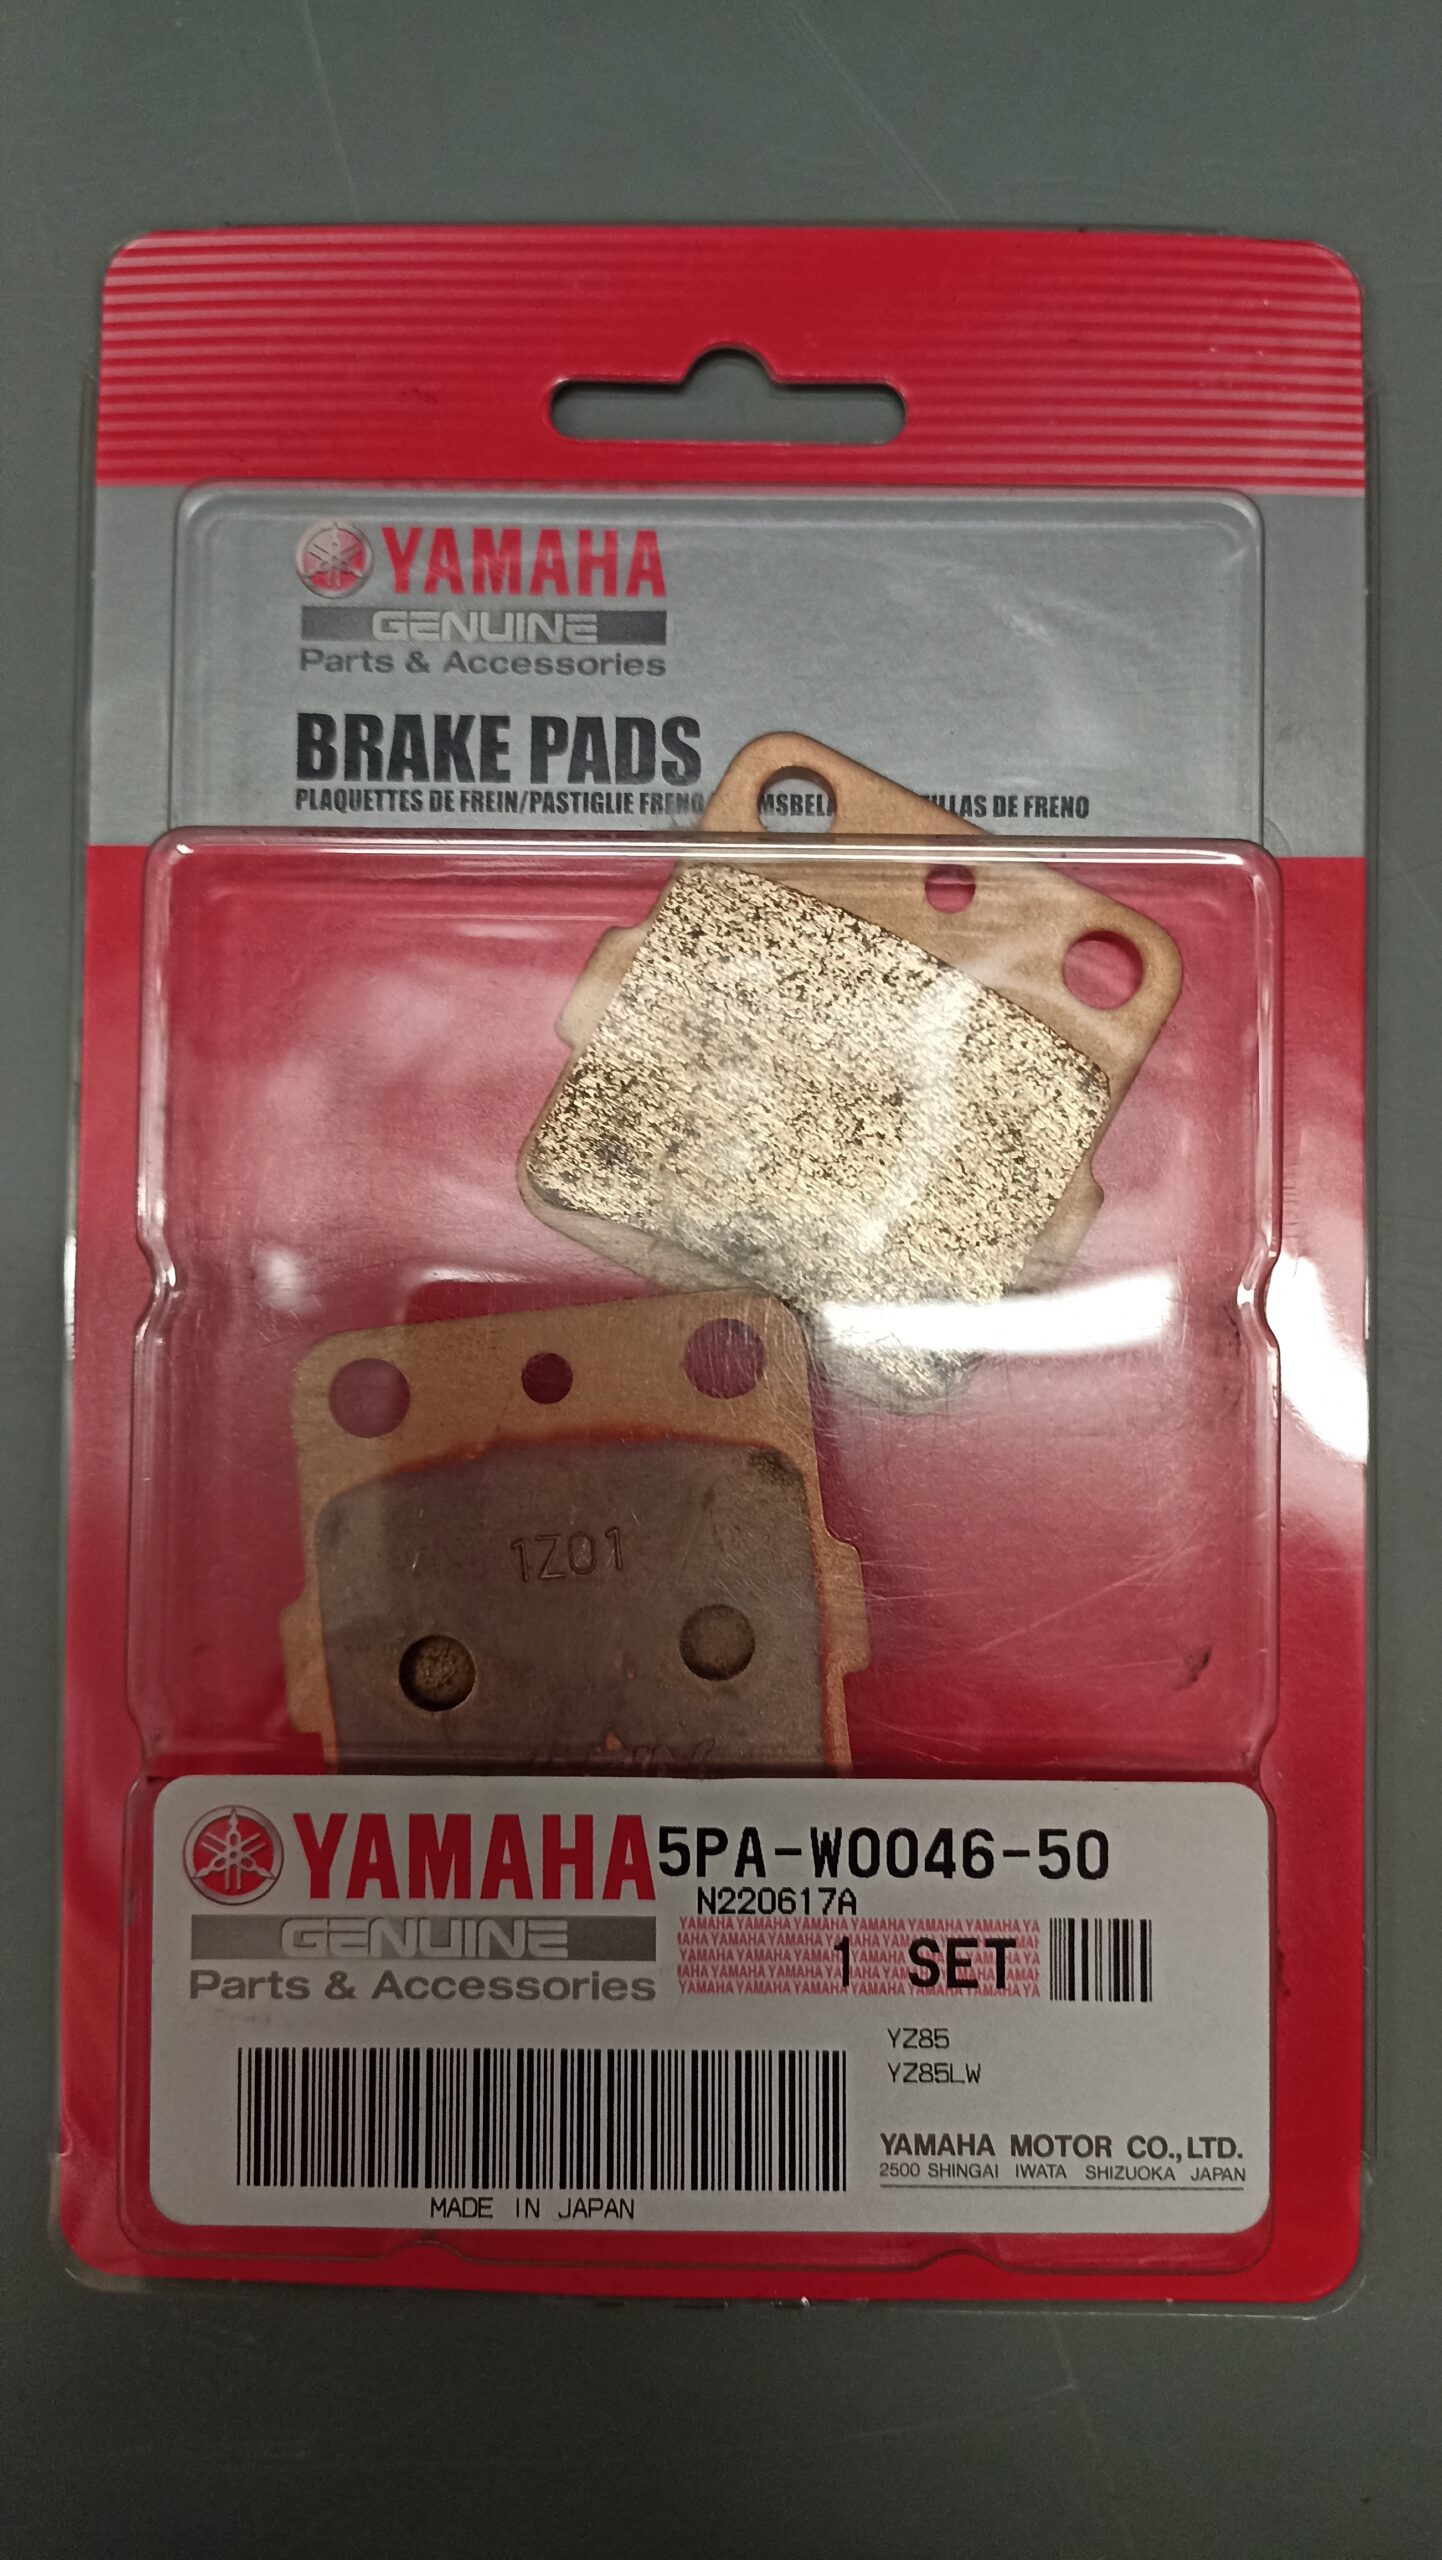 YAMAHA
GENUINE
Parts & Accessories
BRAKE PADS
PLAQUETTES DE FREIN/PASTIGLIE FRENO DE FRENO
1Z01
YAMAHA 5PA-W0046-50
N220617A
GENUINE
1 SET
Parts & Accessories
YZ85
YZ85LW
YAMAHA MOTOR CO.,LTD.
2500 SHINGAI IWATA SHIZUOKA JAPAN
MADE IN JAPAN